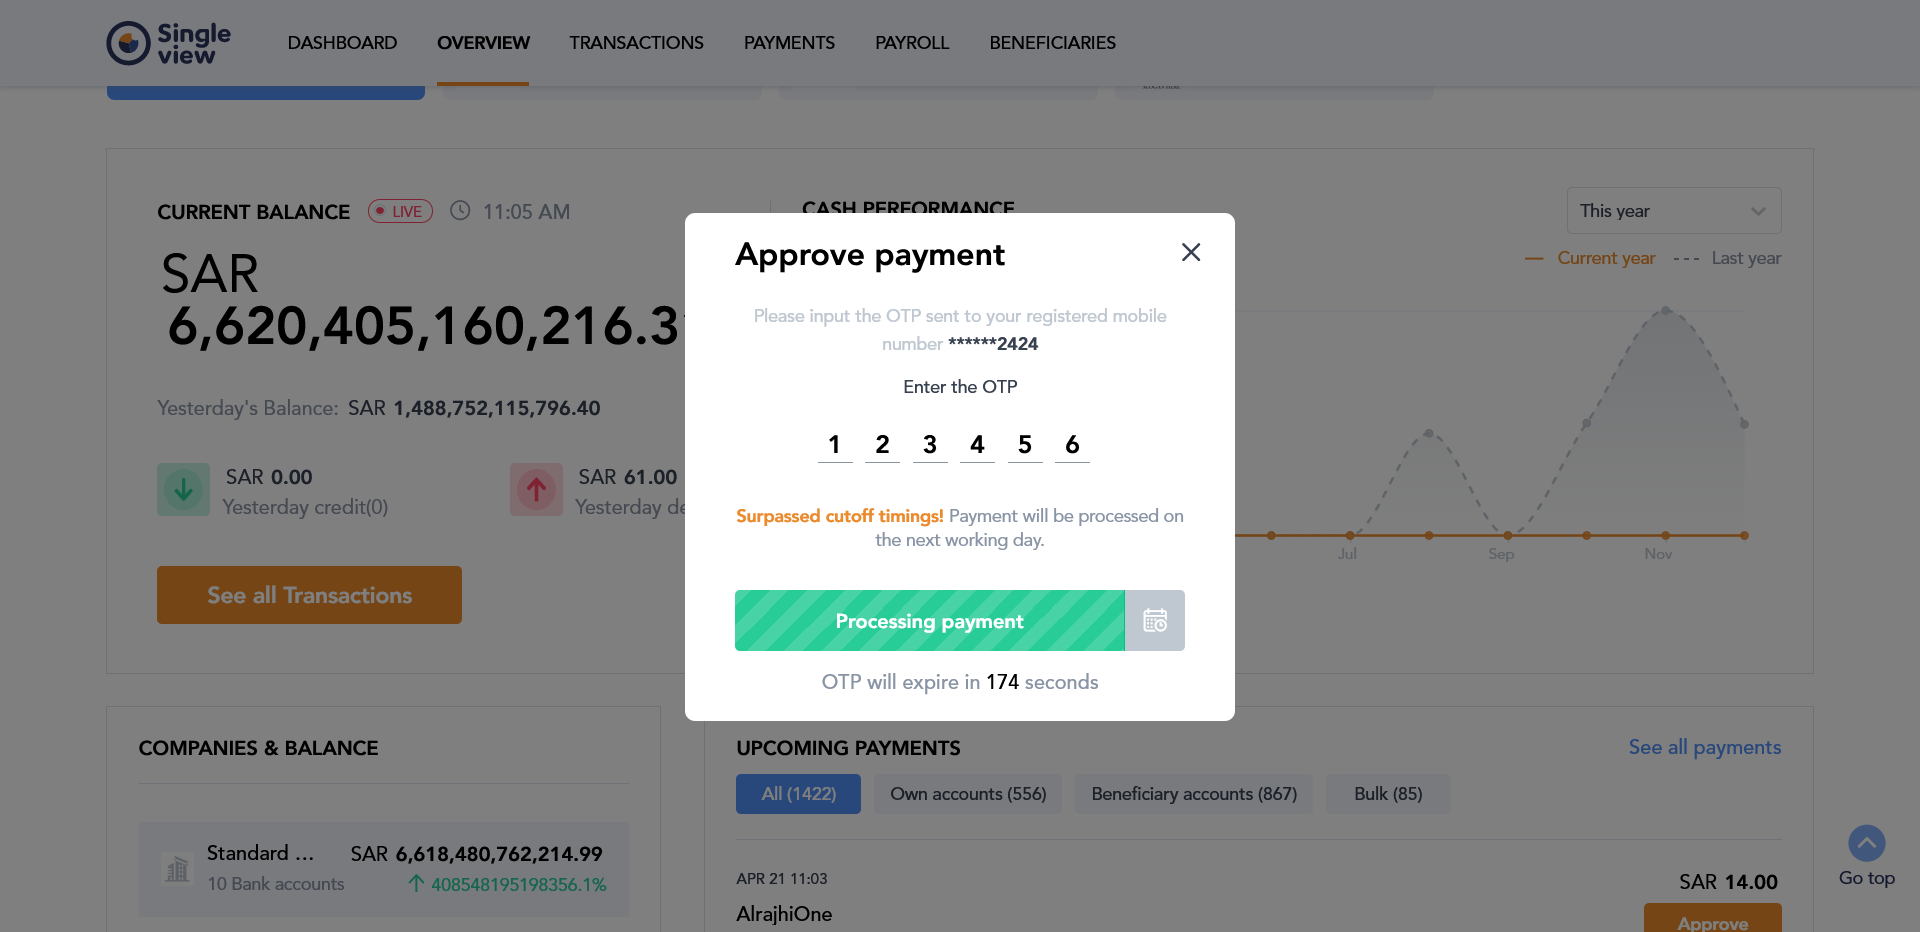 Single
view
DASHBOARD
OVERVIEW
TRANSACTIONS
PAYMENTS
PAYROLL
BENEFICIARIES
CURRENT BALANCE
LIVE
11:05 AM
SAR
6,620,405,160,216.3
Yesterday's Balance: SAR 1,488,752,115,796.40
SAR 0.00
Yesterday credit(0)
SAR 61.00
Yesterday de
See all Transactions
CASH PERFORMANCE
This year
Current year
Last year
Jul
Sep
Nov
Approve payment
Please input the OTP sent to your registered mobile
number ******2424
Enter the OTP
1 2 3 4 5 6
Surpassed cutoff timings! Payment will be processed on
the next working day.
Processing payment
OTP will expire in 174 seconds
COMPANIES & BALANCE
Standard ...
SAR 6,618,480,762,214.99
10 Bank accounts
408548195198356.1%
UPCOMING PAYMENTS
See all payments
All (1422)
Own accounts (556)
Beneficiary accounts (867)
Bulk (85)
APR 21 11:03
SAR 14.00
AlrajhiOne
Approve
Go top